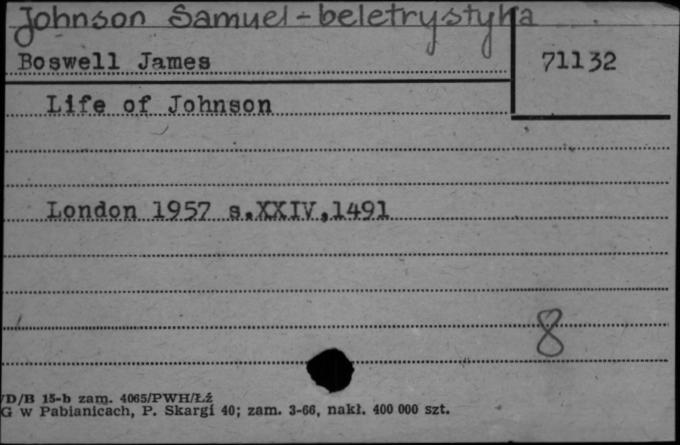 Johnson Samuel - beletrystyka
Boswell James
71132
Life of Johnson
London 1957 s.XXIV,1491
8
/D/B 15-b zam. 4065/PWH/Łż
G w Pabianicach, P. Skargi 40; zam. 3-66, nakł. 400 000 szt.